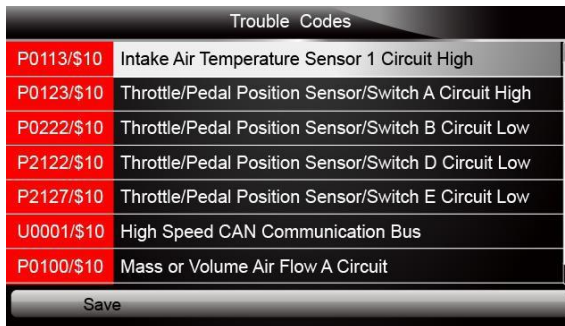 Trouble Codes
P0113/$10 Intake Air Temperature Sensor 1 Circuit High
P0123/$10 Throttle/Pedal Position Sensor/Switch A Circuit High
P0222/$10 Throttle/Pedal Position Sensor/Switch B Circuit Low
P2122/$10 Throttle/Pedal Position Sensor/Switch D Circuit Low
P2127/$10 Throttle/Pedal Position Sensor/Switch E Circuit Low
U0001/$10 High Speed CAN Communication Bus
P0100/$10 Mass or Volume Air Flow A Circuit
Save